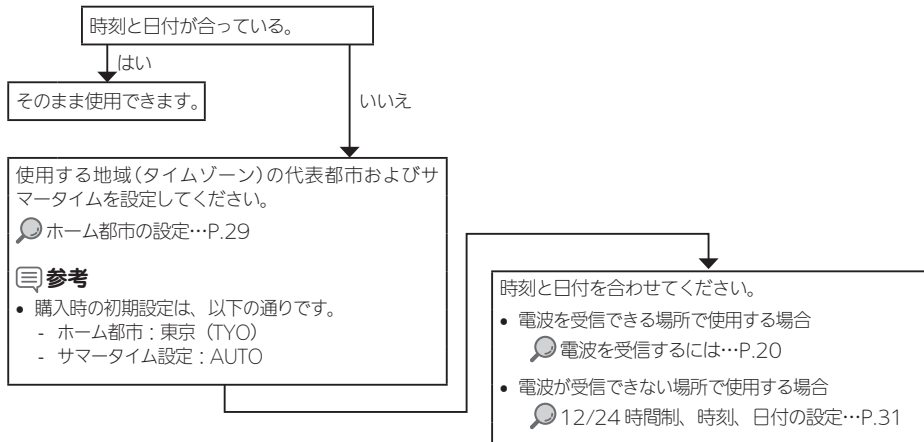 時刻と日付が合っている。
はい
そのまま使用できます。
いいえ
使用する地域(タイムゾーン)の代表都市およびサ
マータイムを設定してください。
ホーム都市の設定…P.29
参考
• 購入時の初期設定は、以下の通りです。
- ホーム都市：東京（TYO）
- サマータイム設定：AUTO
時刻と日付を合わせてください。
• 電波を受信できる場所で使用する場合
電波を受信するには…P.20
• 電波が受信できない場所で使用する場合
12/24 時間制、時刻、日付の設定…P.31